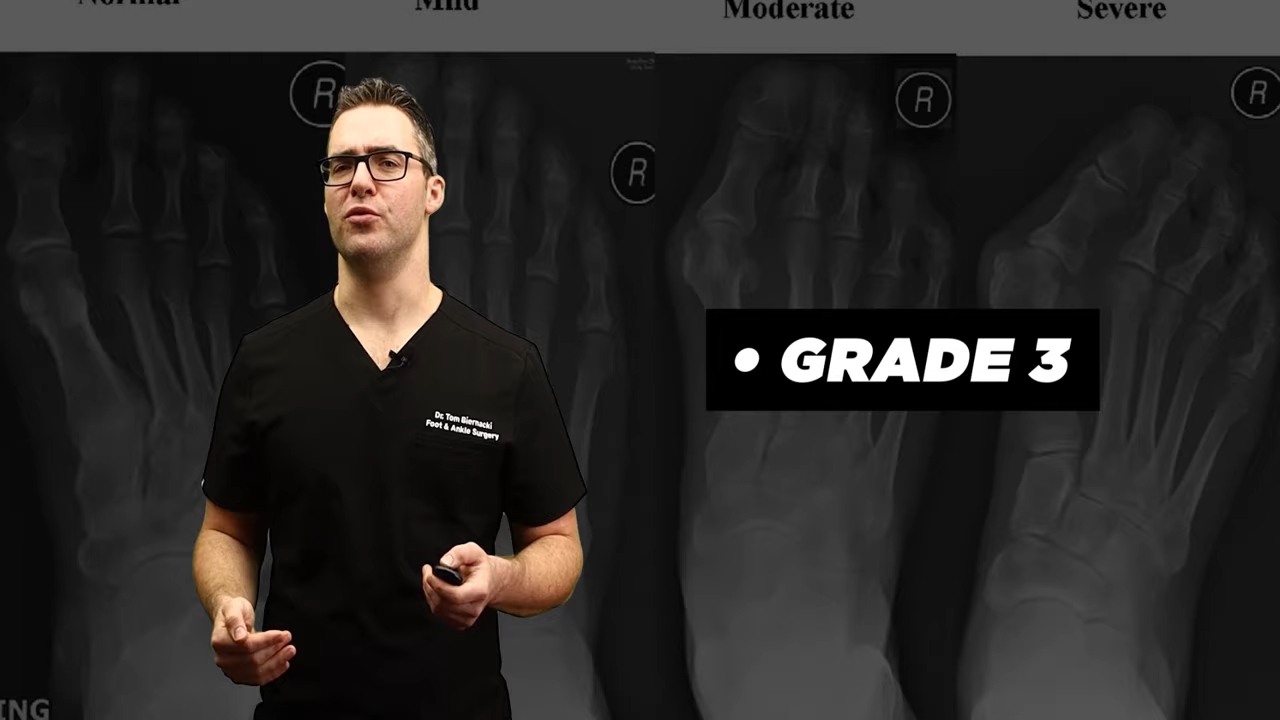 Normal
Mild
Moderate
Severe
R
R
R
R
• GRADE 3
Dr. Tom Biernacki
Foot & Ankle Surgery
ING